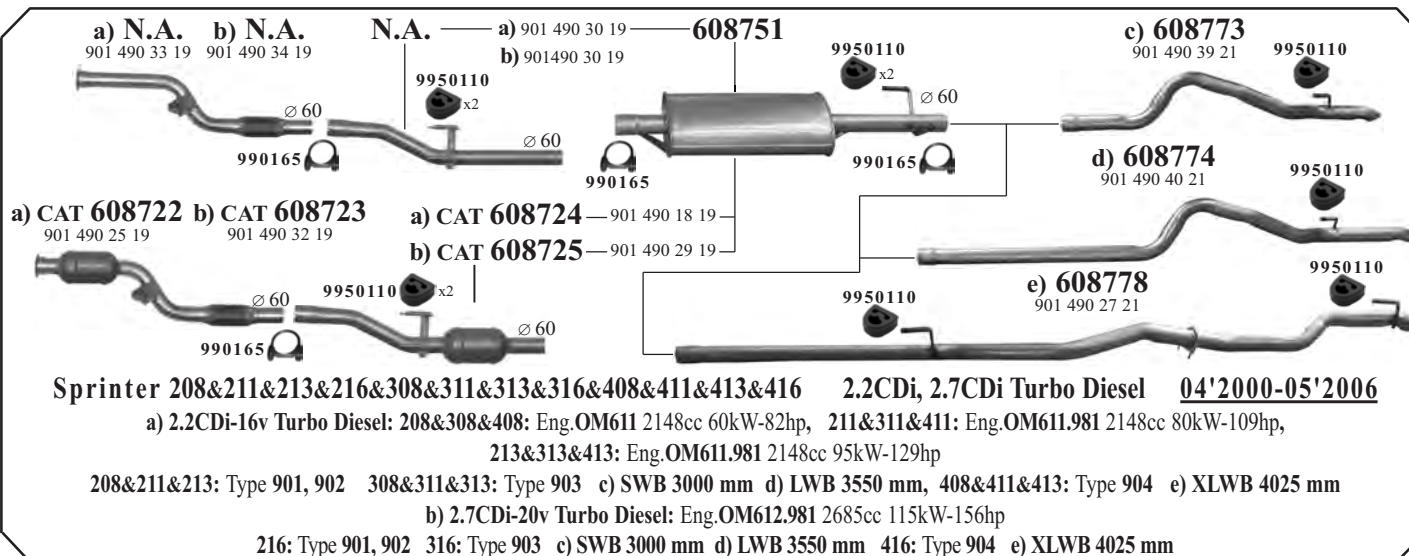 a) N.A. b) N.A. N.A. a) 901 490 30 19 608751 c) 608773
901 490 33 19 901 490 34 19 b) 901490 30 19 901 490 39 21
9950110 x2 9950110 x2 9950110
∅ 60 ∅ 60 ∅ 60
990165 990165 990165
d) 608774
901 490 40 21
9950110
a) CAT 608722 b) CAT 608723 a) CAT 608724 901 490 18 19
901 490 25 19 901 490 32 19
b) CAT 608725 901 490 29 19
e) 608778
901 490 27 21
9950110 x2 9950110 9950110
∅ 60 ∅ 60
990165
Sprinter 208&211&213&216&308&311&313&316&408&411&413&416 2.2CDi, 2.7CDi Turbo Diesel 04'2000-05'2006
a) 2.2CDi-16v Turbo Diesel: 208&308&408: Eng.OM611 2148cc 60kW-82hp, 211&311&411: Eng.OM611.981 2148cc 80kW-109hp,
213&313&413: Eng.OM611.981 2148cc 95kW-129hp
208&211&213: Type 901, 902 308&311&313: Type 903 c) SWB 3000 mm d) LWB 3550 mm, 408&411&413: Type 904 e) XLWB 4025 mm
b) 2.7CDi-20v Turbo Diesel: Eng.OM612.981 2685cc 115kW-156hp
216: Type 901, 902 316: Type 903 c) SWB 3000 mm d) LWB 3550 mm 416: Type 904 e) XLWB 4025 mm